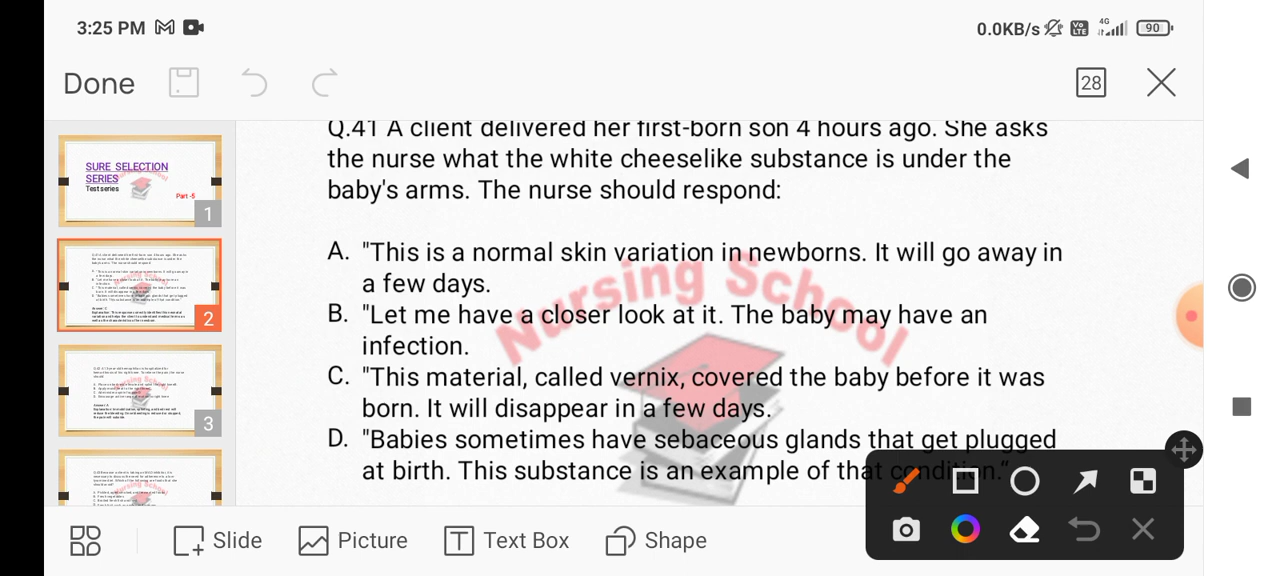 3:25 PM
0.0KB/s
Vo LTE
4G
90
Done
28
SURE SELECTION
SERIES
Test series
Part -5
1
2
3
Q.41 A client delivered her first-born son 4 hours ago. She asks
the nurse what the white cheeselike substance is under the
baby's arms. The nurse should respond:
A. "This is a normal skin variation in newborns. It will go away in
a few days.
B. "Let me have a closer look at it. The baby may have an
infection.
C. "This material, called vernix, covered the baby before it was
born. It will disappear in a few days.
D. "Babies sometimes have sebaceous glands that get plugged
at birth. This substance is an example of that condition."
Nursing School
Slide
Picture
Text Box
Shape